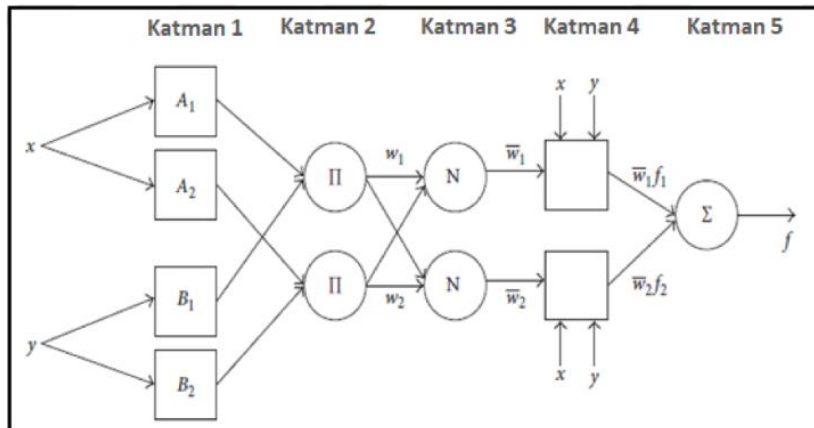 Katman 1 Katman 2 Katman 3 Katman 4 Katman 5
x y
A₁
w₁ w̅₁
x Π N w̅₁f₁
A₂
Σ
f
B₁ Π N w̅₂f₂
w₂ w̅₂
y
B₂ x y